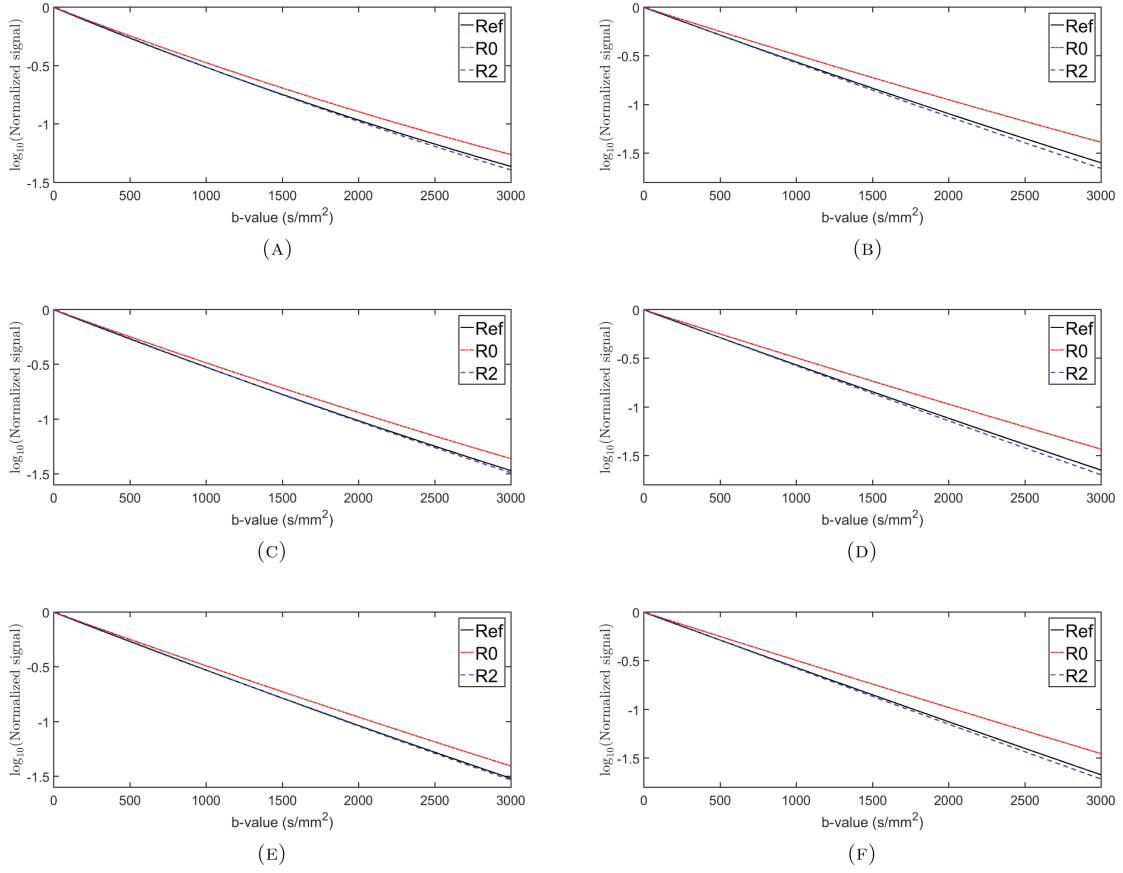 0
-0.5
-1
-1.5
log10(Normalized signal)
0 500 1000 1500 2000 2500 3000
b-value (s/mm²)
Ref
R0
R2
(A)
0
-0.5
-1
-1.5
log10(Normalized signal)
0 500 1000 1500 2000 2500 3000
b-value (s/mm²)
Ref
R0
R2
(B)
0
-0.5
-1
-1.5
log10(Normalized signal)
0 500 1000 1500 2000 2500 3000
b-value (s/mm²)
Ref
R0
R2
(C)
0
-0.5
-1
-1.5
log10(Normalized signal)
0 500 1000 1500 2000 2500 3000
b-value (s/mm²)
Ref
R0
R2
(D)
0
-0.5
-1
-1.5
log10(Normalized signal)
0 500 1000 1500 2000 2500 3000
b-value (s/mm²)
Ref
R0
R2
(E)
0
-0.5
-1
-1.5
log10(Normalized signal)
0 500 1000 1500 2000 2500 3000
b-value (s/mm²)
Ref
R0
R2
(F)